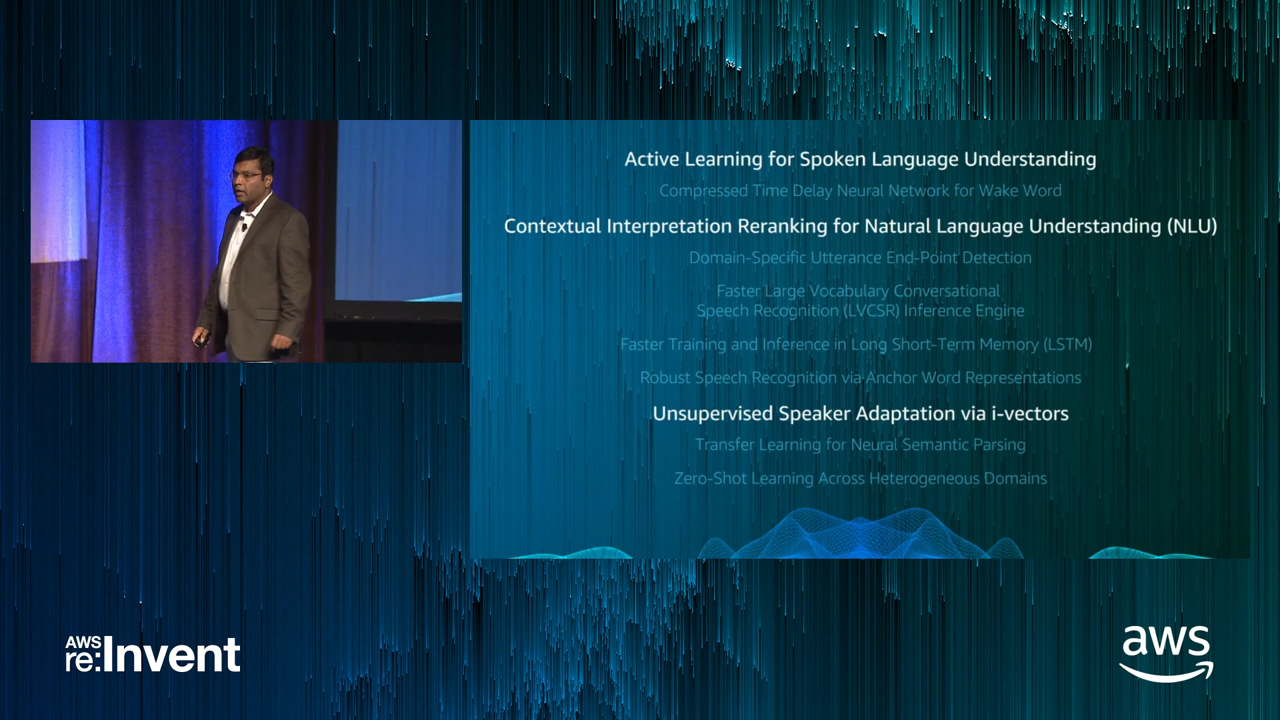 Active Learning for Spoken Language Understanding
Compressed Time Delay Neural Network for Wake Word
Contextual Interpretation Reranking for Natural Language Understanding (NLU)
Domain-Specific Utterance End-Point Detection
Faster Large Vocabulary Conversational
Speech Recognition (LVCSR) Inference Engine
Faster Training and Inference in Long Short-Term Memory (LSTM)
Robust Speech Recognition via Anchor Word Representations
Unsupervised Speaker Adaptation via i-vectors
Transfer Learning for Neural Semantic Parsing
Zero-Shot Learning Across Heterogeneous Domains
AWS
re:Invent
aws